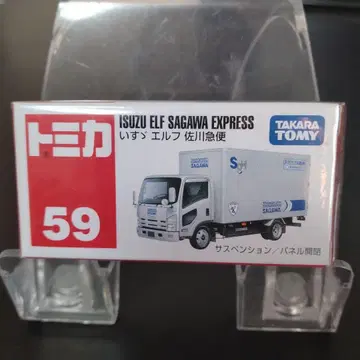 トミカ
59
ISUZU ELF SAGAWA EXPRESS
いすゞ エルフ 佐川急便
TAKARA
TOMY
SAGAWA
サスペンション/パネル開閉